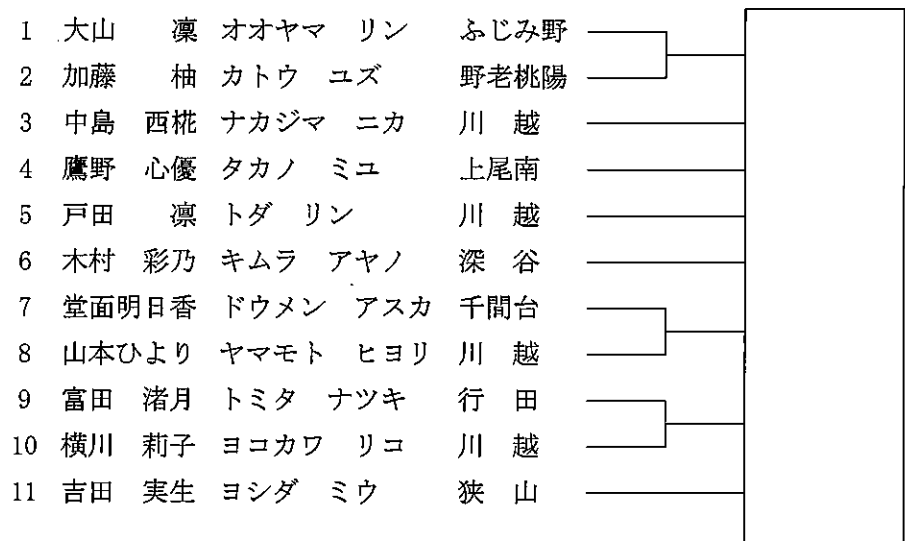 1 大山 凜 オオヤマ リン ふじみ野
2 加藤 柚 カトウ ユズ 野老桃陽
3 中島 西椛 ナカジマ ニカ 川越
4 鷹野 心優 タカノ ミユ 上尾南
5 戸田 凛 トダ リン 川越
6 木村 彩乃 キムラ アヤノ 深谷
7 堂面明日香 ドウメン アスカ 千間台
8 山本ひより ヤマモト ヒヨリ 川越
9 富田 渚月 トミタ ナツキ 行田
10 横川 莉子 ヨコカワ リコ 川越
11 吉田 実生 ヨシダ ミウ 狭山